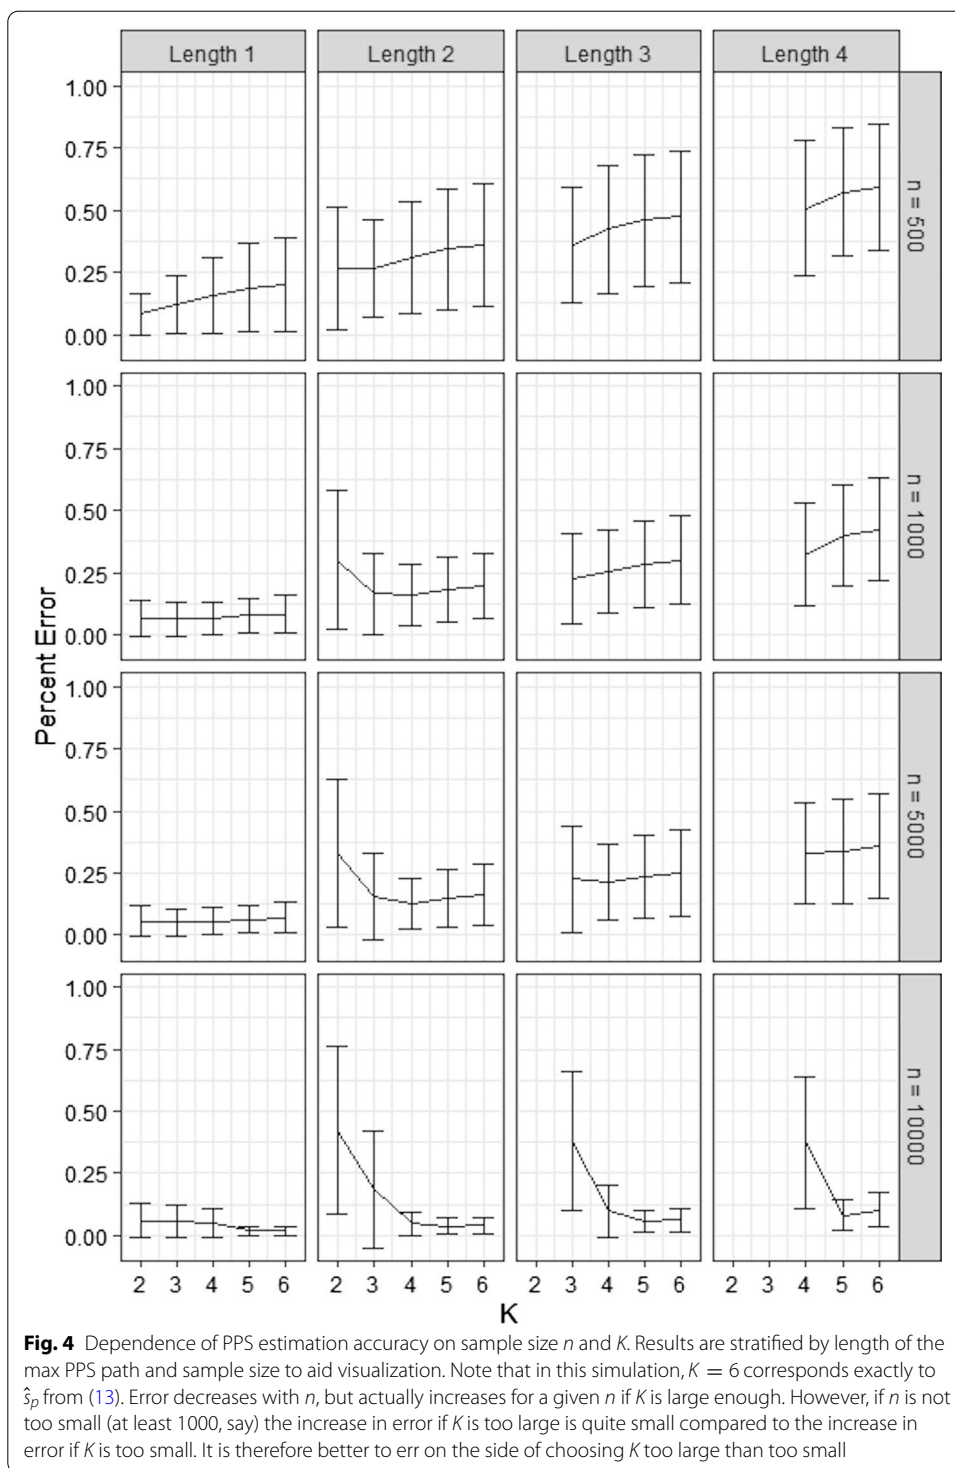 Length 1 Length 2 Length 3 Length 4
1.00
0.75
0.50
0.25
0.00
n = 500
1.00
0.75
0.50
0.25
0.00
n = 1000
Percent Error
1.00
0.75
0.50
0.25
0.00
n = 5000
1.00
0.75
0.50
0.25
0.00
n = 10000
2 3 4 5 6 2 3 4 5 6 2 3 4 5 6 2 3 4 5 6
K
Fig. 4 Dependence of PPS estimation accuracy on sample size n and K. Results are stratified by length of the
max PPS path and sample size to aid visualization. Note that in this simulation, K = 6 corresponds exactly to
ŝp from (13). Error decreases with n, but actually increases for a given n if K is large enough. However, if n is not
too small (at least 1000, say) the increase in error if K is too large is quite small compared to the increase in
error if K is too small. It is therefore better to err on the side of choosing K too large than too small